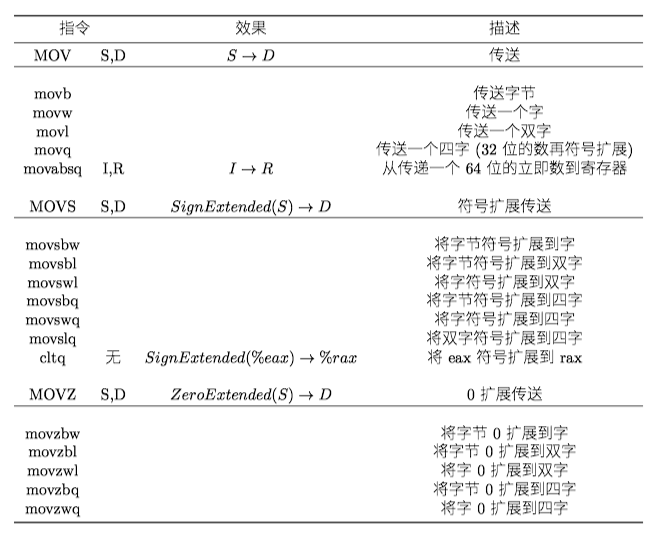 指令 效果 描述
MOV S,D S → D 传送
movb 传送字节
movw 传送一个字
movl 传送一个双字
movq 传送一个四字 (32 位的数再符号扩展)
movabsq I,R I → R 从传递一个 64 位的立即数到寄存器
MOVS S,D SignExtended(S) → D 符号扩展传送
movsbw 将字节符号扩展到字
movsbl 将字节符号扩展到双字
movswl 将字符号扩展到双字
movsbq 将字节符号扩展到四字
movswq 将字符号扩展到四字
movslq 将双字符号扩展到四字
cltq 无 SignExtended(%eax) → %rax 将 eax 符号扩展到 rax
MOVZ S,D ZeroExtended(S) → D 0 扩展传送
movzbw 将字节 0 扩展到字
movzbl 将字节 0 扩展到双字
movzwl 将字 0 扩展到双字
movzbq 将字节 0 扩展到四字
movzwq 将字 0 扩展到四字